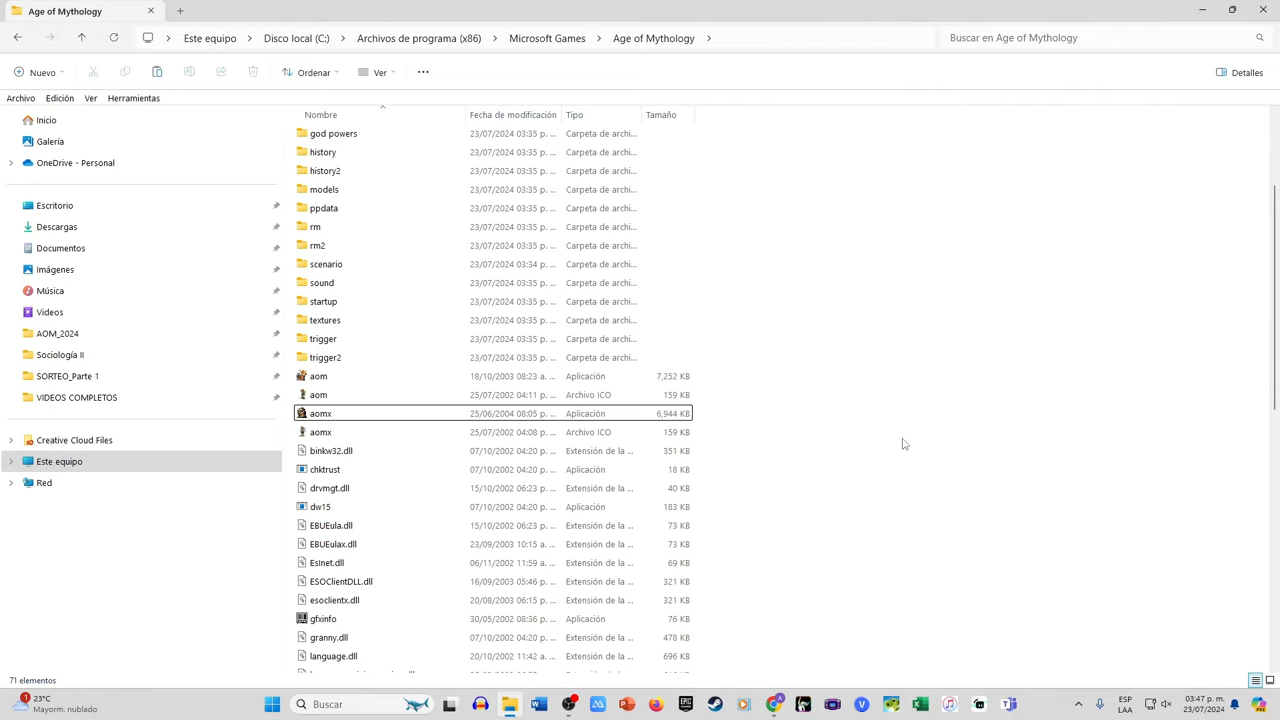 Age of Mythology
Este equipo
Disco local (C:)
Archivos de programa (x86)
Microsoft Games
Age of Mythology
Buscar en Age of Mythology
Nuevo
Ordenar
Ver
Detalles
Archivo Edición Ver Herramientas
Nombre Fecha de modificación Tipo Tamaño
Inicio
Galería
OneDrive - Personal
Escritorio
Descargas
Documentos
Imágenes
Música
Videos
AOM_2024
Sociología II
SORTEO_Parte 1
VIDEOS COMPLETOS
Creative Cloud Files
Este equipo
Red
god powers 23/07/2024 03:35 p. ... Carpeta de archi...
history 23/07/2024 03:35 p. ... Carpeta de archi...
history2 23/07/2024 03:35 p. ... Carpeta de archi...
models 23/07/2024 03:35 p. ... Carpeta de archi...
ppdata 23/07/2024 03:35 p. ... Carpeta de archi...
rm 23/07/2024 03:35 p. ... Carpeta de archi...
rm2 23/07/2024 03:35 p. ... Carpeta de archi...
scenario 23/07/2024 03:34 p. ... Carpeta de archi...
sound 23/07/2024 03:35 p. ... Carpeta de archi...
startup 23/07/2024 03:35 p. ... Carpeta de archi...
textures 23/07/2024 03:35 p. ... Carpeta de archi...
trigger 23/07/2024 03:35 p. ... Carpeta de archi...
trigger2 23/07/2024 03:35 p. ... Carpeta de archi...
aom 18/10/2003 08:23 a. ... Aplicación 7,252 KB
aom 25/07/2002 04:11 p. ... Archivo ICO 159 KB
aomx 25/06/2004 08:05 p. ... Aplicación 6,944 KB
aomx 25/07/2002 04:08 p. ... Archivo ICO 159 KB
binkw32.dll 07/10/2002 04:20 p. ... Extensión de la ... 351 KB
chktrust 07/10/2002 04:20 p. ... Aplicación 18 KB
drvmgt.dll 15/10/2002 06:23 p. ... Extensión de la ... 40 KB
dw15 07/10/2002 04:20 p. ... Aplicación 183 KB
EBUEula.dll 15/10/2002 06:23 p. ... Extensión de la ... 73 KB
EBUEulax.dll 23/09/2003 10:15 a. ... Extensión de la ... 73 KB
EsInet.dll 06/11/2002 11:59 a. ... Extensión de la ... 69 KB
ESOClientDLL.dll 16/09/2003 05:46 p. ... Extensión de la ... 321 KB
esoclientx.dll 20/08/2003 06:15 p. ... Extensión de la ... 321 KB
gfxinfo 30/05/2002 08:36 p. ... Aplicación 76 KB
granny.dll 07/10/2002 04:20 p. ... Extensión de la ... 478 KB
language.dll 20/10/2002 11:42 a. ... Extensión de la ... 696 KB
71 elementos
1
23°C
Mayorm. nublado
Buscar
ESP
LAA
03:47 p. m.
23/07/2024